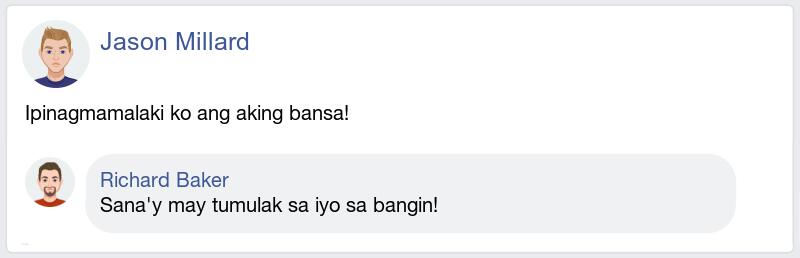 Jason Millard
Ipinagmamalaki ko ang aking bansa!
Richard Baker
Sana'y may tumulak sa iyo sa bangin!